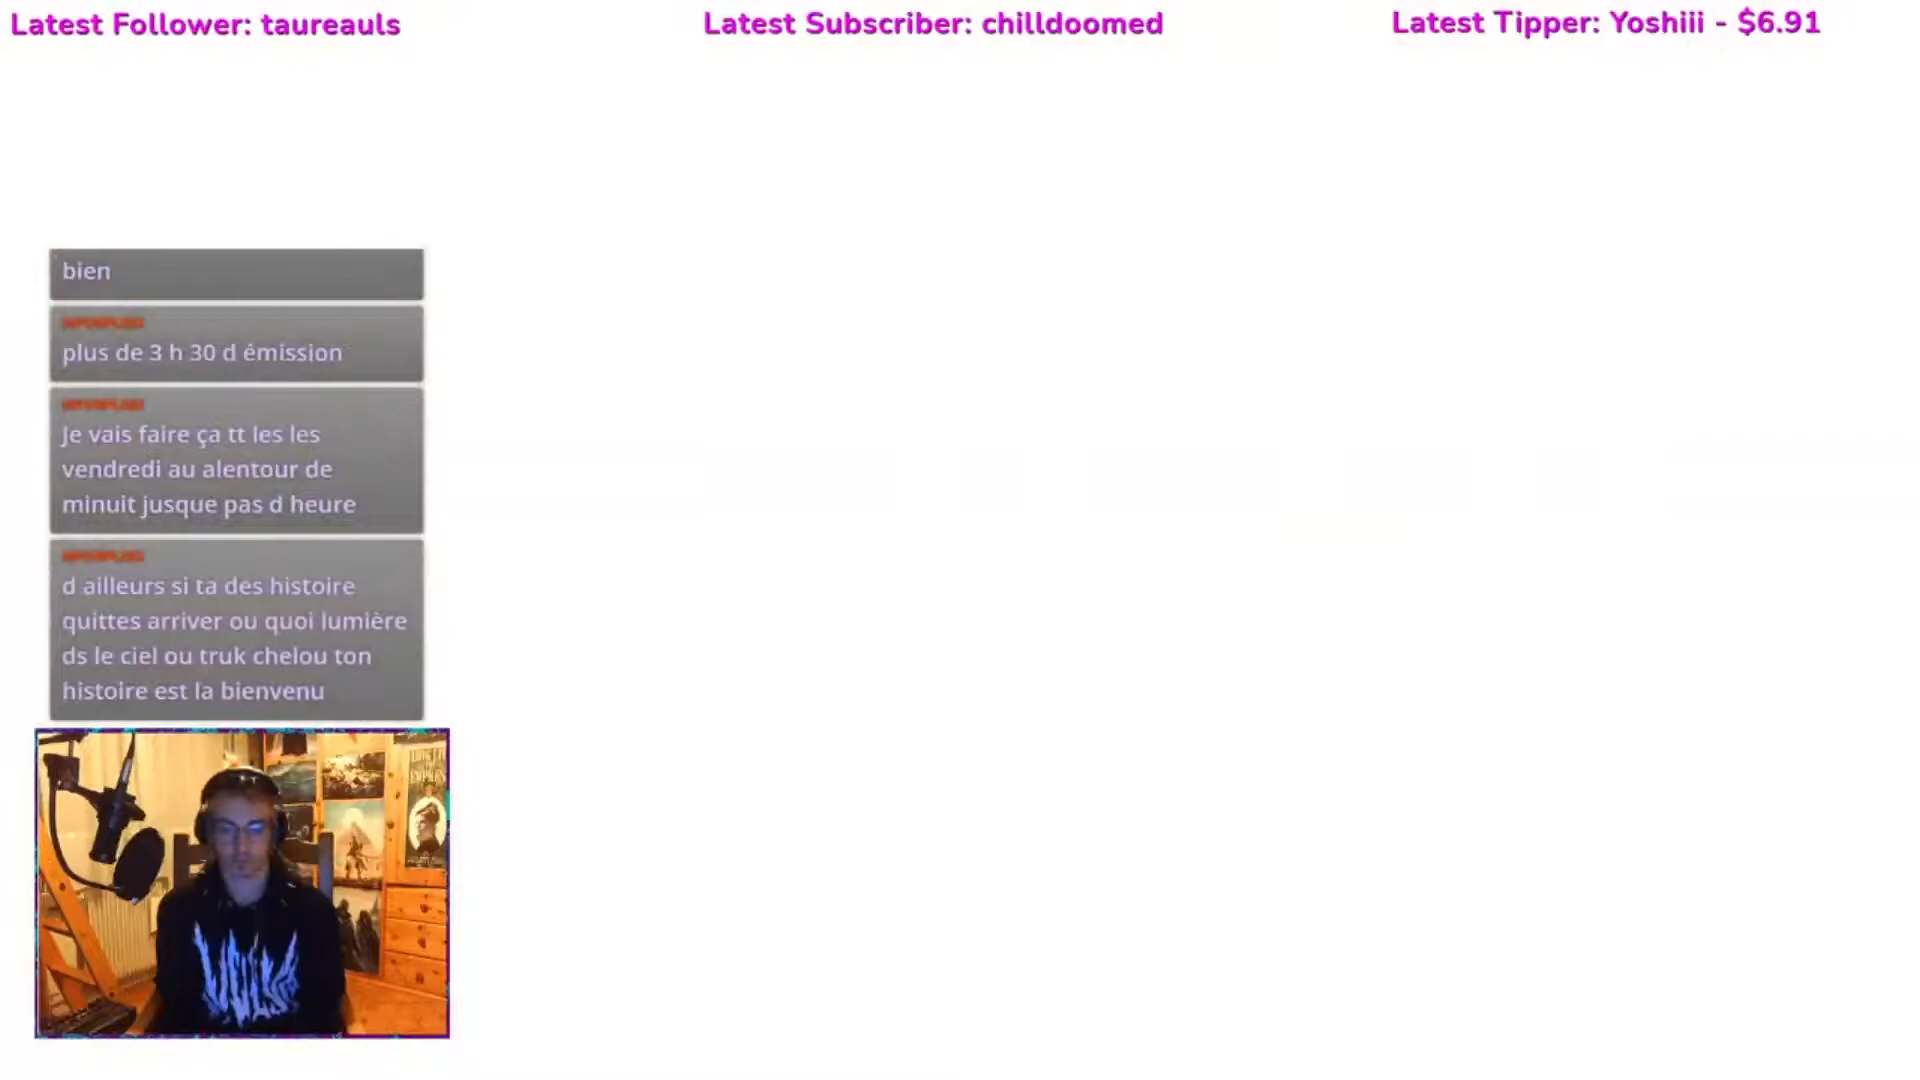 Latest Follower: taureauls
Latest Subscriber: chilldoomed
Latest Tipper: Yoshiii - $6.91
bien
plus de 3 h 30 d émission
Je vais faire ça tt les les
vendredi au alentour de
minuit jusque pas d heure
d ailleurs si ta des histoire
quittes arriver ou quoi lumière
ds le ciel ou truk chelou ton
histoire est la bienvenu